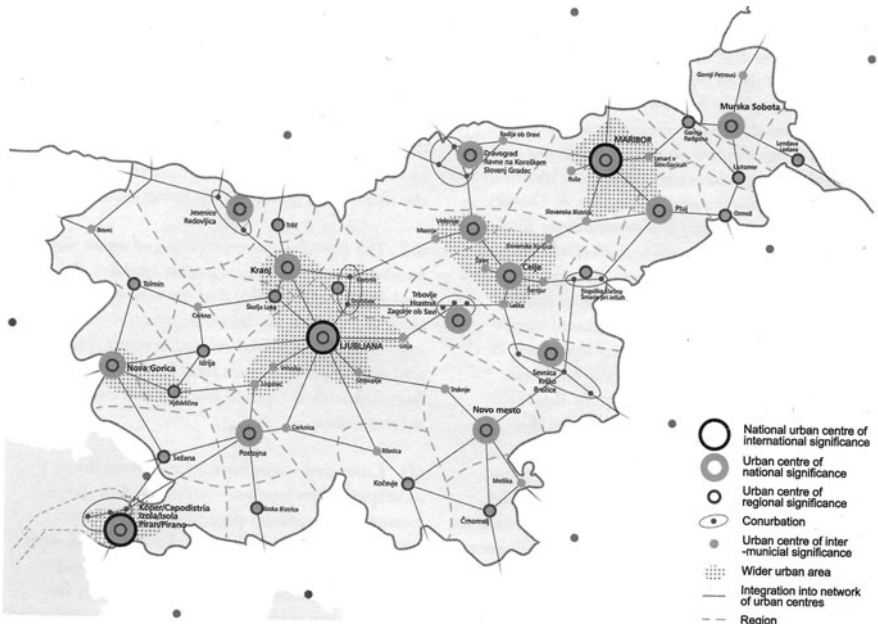 Gornji Petrovci
Murska Sobota
MARIBOR
Gornja
Radgona
Lendava
Lendva
Radlje ob Dravi
Dravograd
Ravne na Koroškem
Slovenj Gradec
Lenart v
Ruše
Ljutomer
Jesenice
Radovljica
Slovenska Bistrica
Ptuj
Ormož
Tržič
Velenje
Bovec
Mozirje
Slovenske Konjice
Kranj
Celje
Žalec
Kamnik
Šentjur
Rogaška Slatina
Šmarje pri Jelšah
Tolmin
Domžale
Trbovlje
Hrastnik
Zagorje ob Savi
Laško
Škofja Loka
Cerkno
LJUBLJANA
Litija
Idrija
Nova Gorica
Vrhnika
Grosuplje
Sevnica
Krško
Brežice
Logatec
Ajdovščina
Trebnje
Novo mesto
Cerknica
Postojna
Sežana
Ribnica
Kočevje
Metlika
Koper/Capodistria
Izola/Isola
Piran/Pirano
Ilirska Bistrica
Črnomelj
National urban centre of
international significance
Urban centre of
national significance
Urban centre of
regional significance
Conurbation
Urban centre of inter
-municial significance
Wider urban area
Integration into network
of urban centres
Region